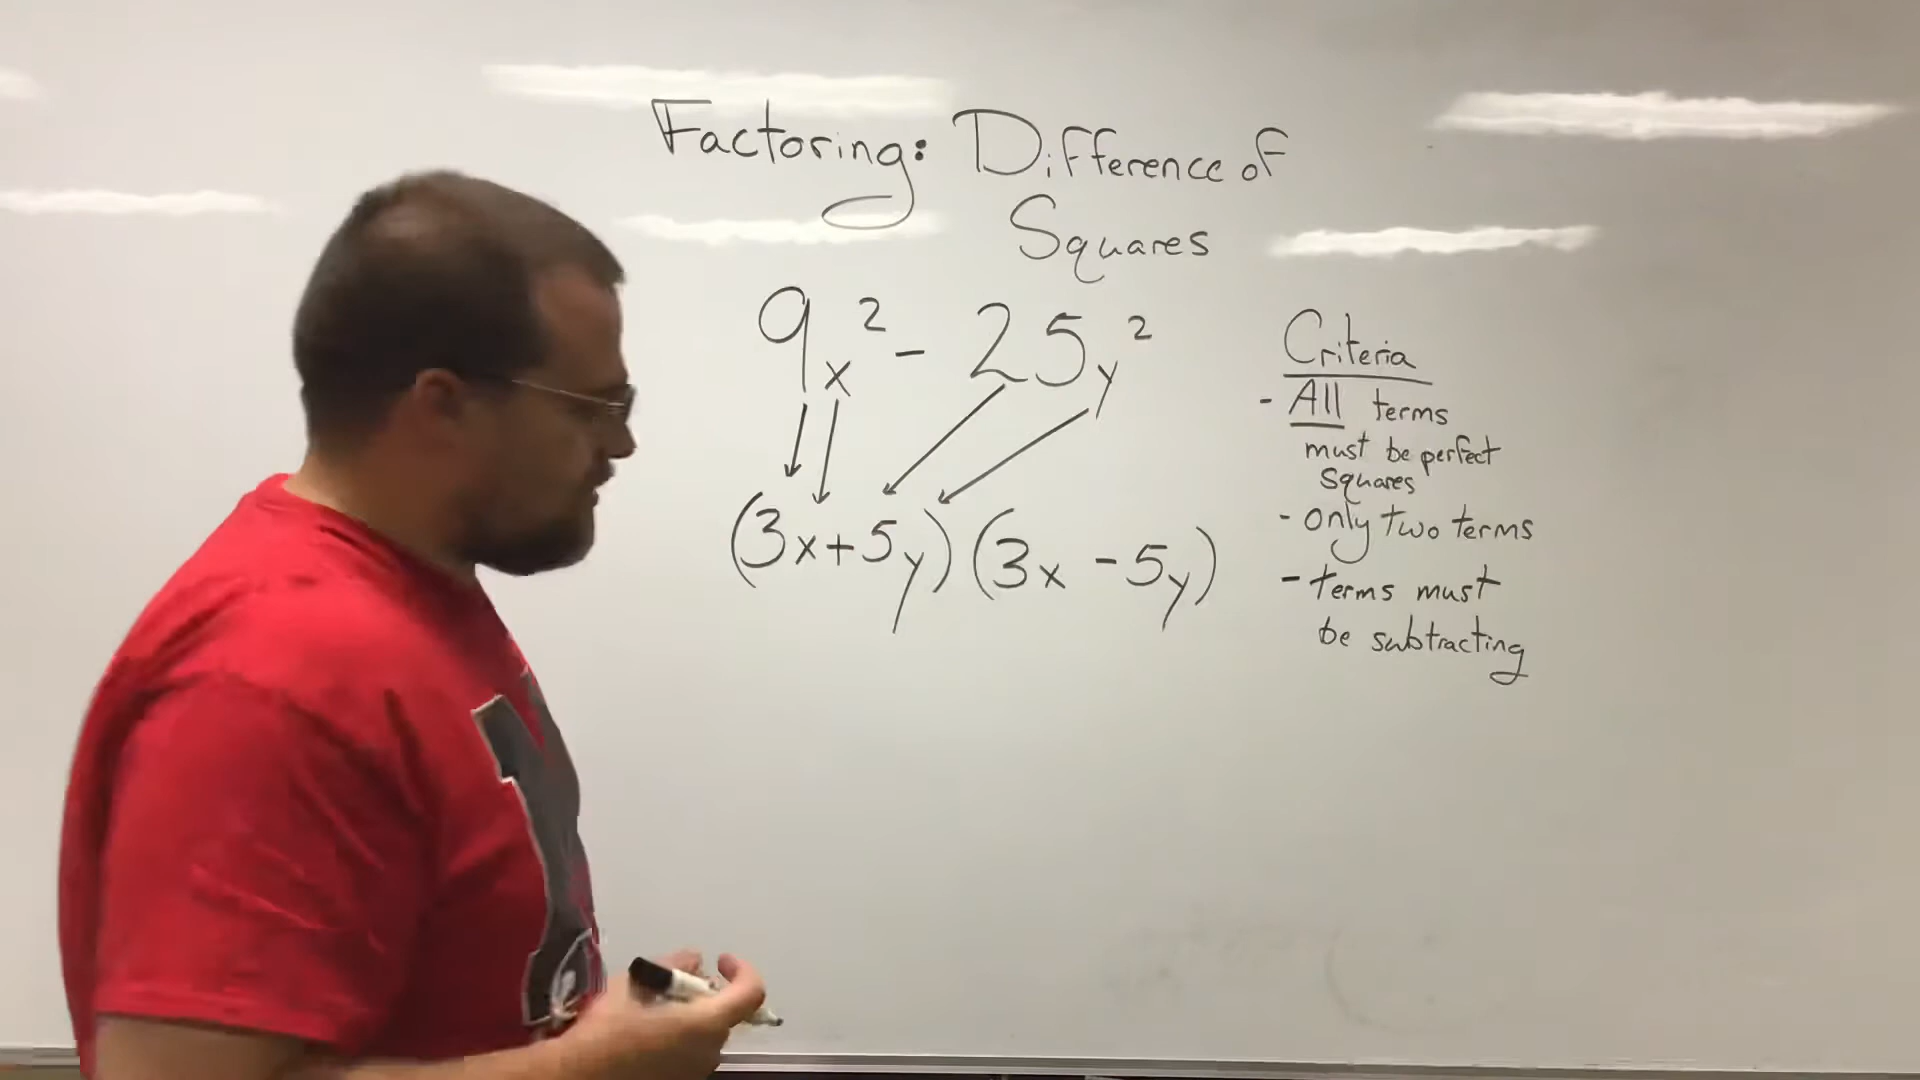 Factoring: Difference of
Squares
9x² - 25y²
(3x+5y)(3x -5y)
Criteria
- All terms
must be perfect
squares
- only two terms
- terms must
be subtracting